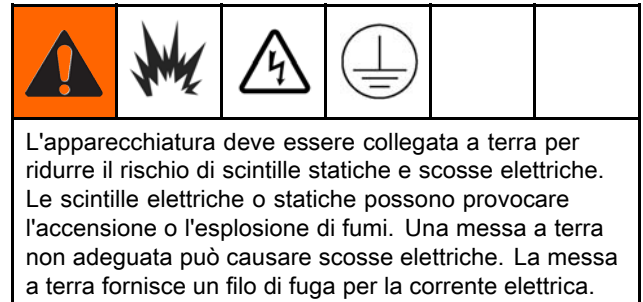 L'apparecchiatura deve essere collegata a terra per
ridurre il rischio di scintille statiche e scosse elettriche.
Le scintille elettriche o statiche possono provocare
l'accensione o l'esplosione di fumi. Una messa a terra
non adeguata può causare scosse elettriche. La messa
a terra fornisce un filo di fuga per la corrente elettrica.